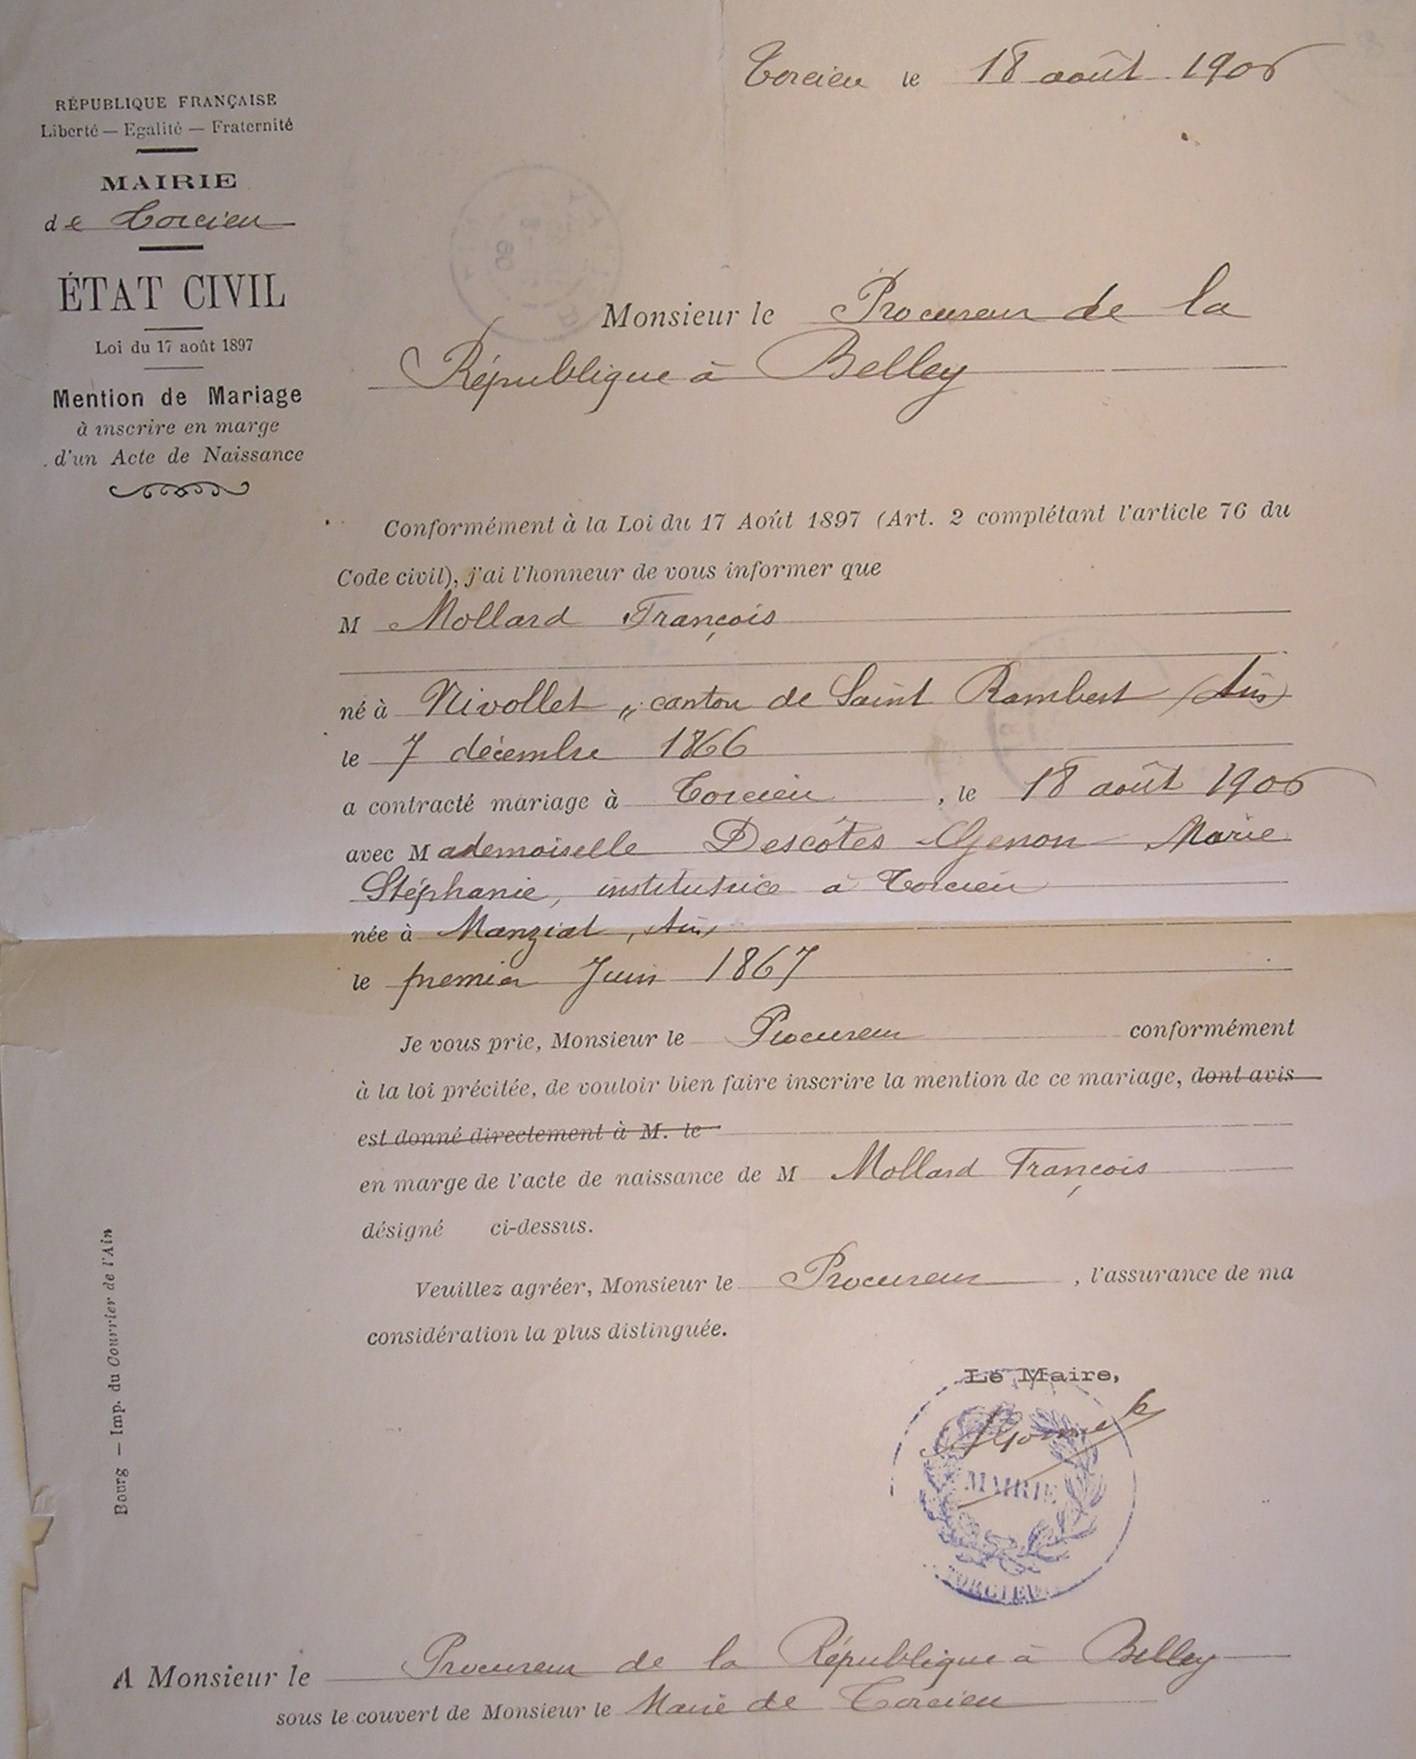 Torcieu le 18 août 1906
RÉPUBLIQUE FRANÇAISE
Liberté — Egalité — Fraternité
MAIRIE
de Torcieu
ÉTAT CIVIL
Loi du 17 août 1897
Mention de Mariage
à inscrire en marge
d'un Acte de Naissance
Monsieur le Procureur de la
République à Belley
Conformément à la Loi du 17 Août 1897 (Art. 2 complétant l'article 76 du
Code civil), j'ai l'honneur de vous informer que
M Mollard François
né à Nivollet, canton de Saint Rambert (Ain)
le 7 décembre 1866
a contracté mariage à Torcieu, le 18 août 1906
avec Mademoiselle Descôtes-Genon Marie
Stéphanie, institutrice à Torcieu
née à Manziat, Ain,
le premier Juin 1867
Je vous prie, Monsieur le Procureur conformément
à la loi précitée, de vouloir bien faire inscrire la mention de ce mariage, dont avis
est donné directement à M. le
en marge de l'acte de naissance de M Mollard François
désigné ci-dessus.
Veuillez agréer, Monsieur le Procureur, l'assurance de ma
considération la plus distinguée.
Le Maire,
MAIRIE
TORCIEU
A Monsieur le Procureur de la République à Belley
sous le couvert de Monsieur le Maire de Torcieu
Bourg — Imp. du Courrier de l'Ain